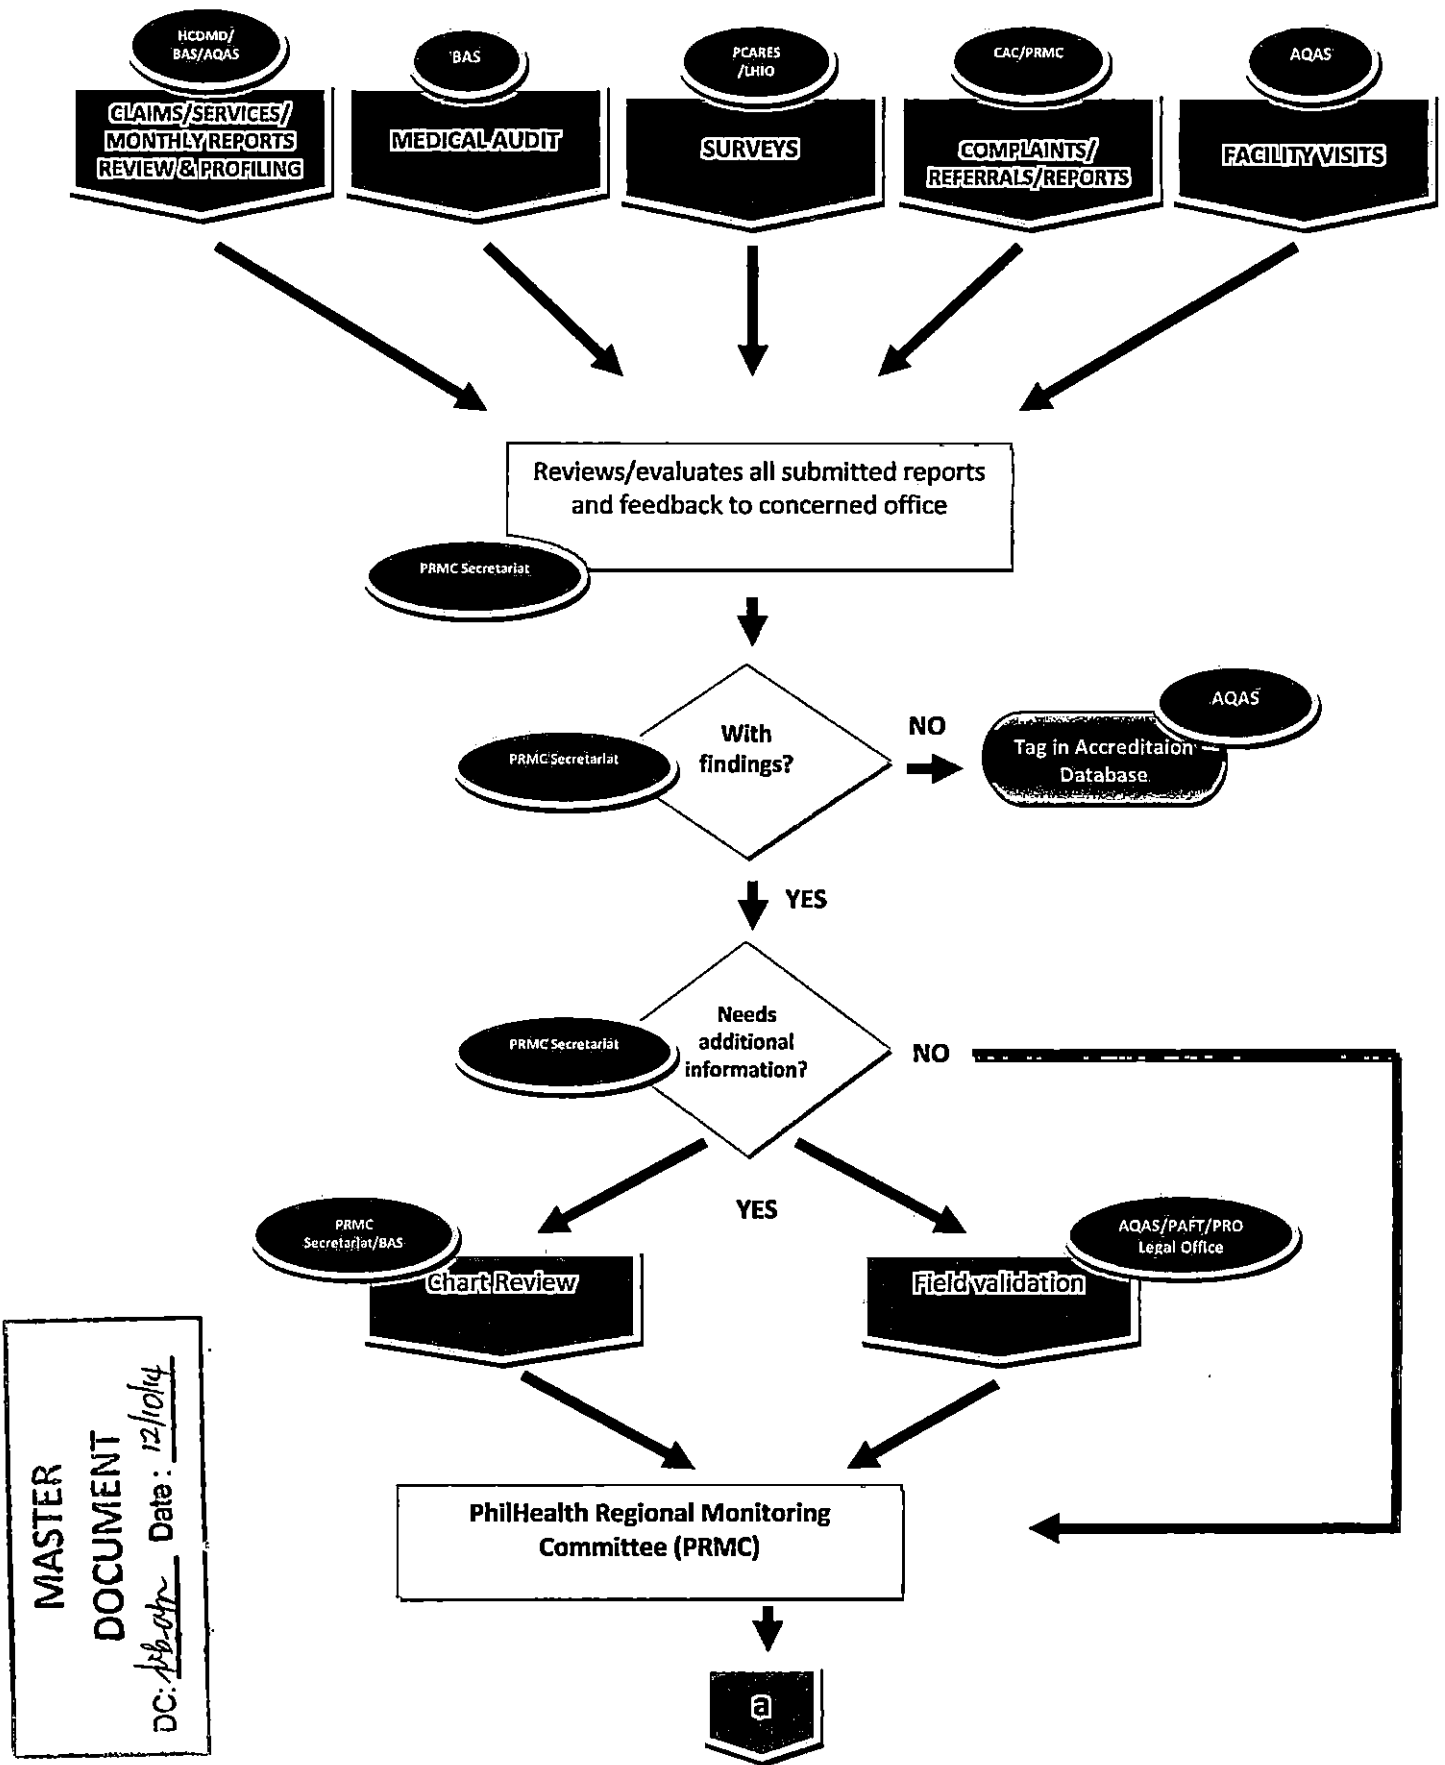 HCDMD/
BAS/AQAS
BAS
PCARES
/LHIO
CAC/PRMC
AQAS
CLAIMS/SERVICES/
MONTHLY REPORTS
REVIEW & PROFILING
MEDICAL AUDIT
SURVEYS
COMPLAINTS/
REFERRALS/REPORTS
FACILITY VISITS
Reviews/evaluates all submitted reports
and feedback to concerned office
PRMC Secretariat
With
findings?
PRMC Secretariat
NO
AQAS
Tag in Accreditaion
Database
YES
Needs
additional
information?
PRMC Secretariat
NO
YES
PRMC
Secretariat/BAS
Chart Review
AQAS/PAFT/PRO
Legal Office
Field validation
PhilHealth Regional Monitoring
Committee (PRMC)
a
MASTER
DOCUMENT
DC: Date: 12/10/14